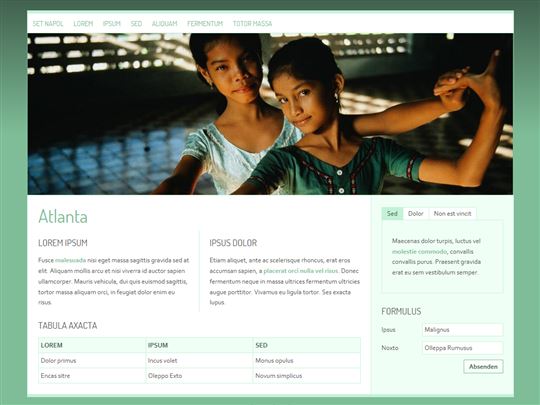 SET NAPOL LOREM IPSUM SED ALIQUAM FERMENTUM TOTOR MASSA
Atlanta
LOREM IPSUM
Fusce malesuada nisi eget massa sagittis gravida sed at
elit. Aliquam mollis arcu et nisi viverra id auctor sapien
ullamcorper. Mauris vehicula, dui quis euismod sagittis,
tortor massa aliquam orci, in feugiat dolor enim eu
risus.
IPSUS DOLOR
Etiam aliquet, ante ac scelerisque rhoncus, erat eros
accumsan sapien, a placerat orci nulla vel risus. Donec
fermentum neque in massa ultrices fermentum ultricies
augue porttitor. Vivamus eu ligula tortor. Ses exacta
lupus.
TABULA AXACTA
LOREM IPSUM SED
Dolor primus Incus volet Monus opulus
Encas sitre Oleppo Exto Novum simplicus
Sed Dolor Non est vincit
Maecenas dolor turpis, luctus vel
molestie commodo, convallis
convallis purus. Praesent gravida
erat eu sem vestibulum semper.
FORMULUS
Ipsus Malignus
Noxto Olleppa Rumusus
Absenden